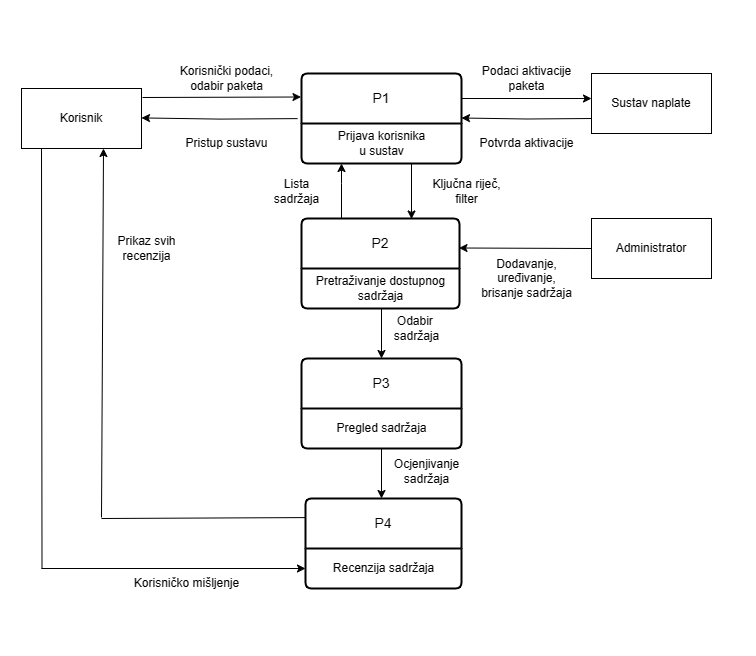 Korisnički podaci,
odabir paketa
Podaci aktivacije
paketa
Korisnik
P1
Sustav naplate
Pristup sustavu
Prijava korisnika
u sustav
Potvrda aktivacije
Lista
sadržaja
Ključna riječ,
filter
Prikaz svih
recenzija
P2
Administrator
Pretraživanje dostupnog
sadržaja
Dodavanje,
uređivanje,
brisanje sadržaja
Odabir
sadržaja
P3
Pregled sadržaja
Ocjenjivanje
sadržaja
P4
Recenzija sadržaja
Korisničko mišljenje